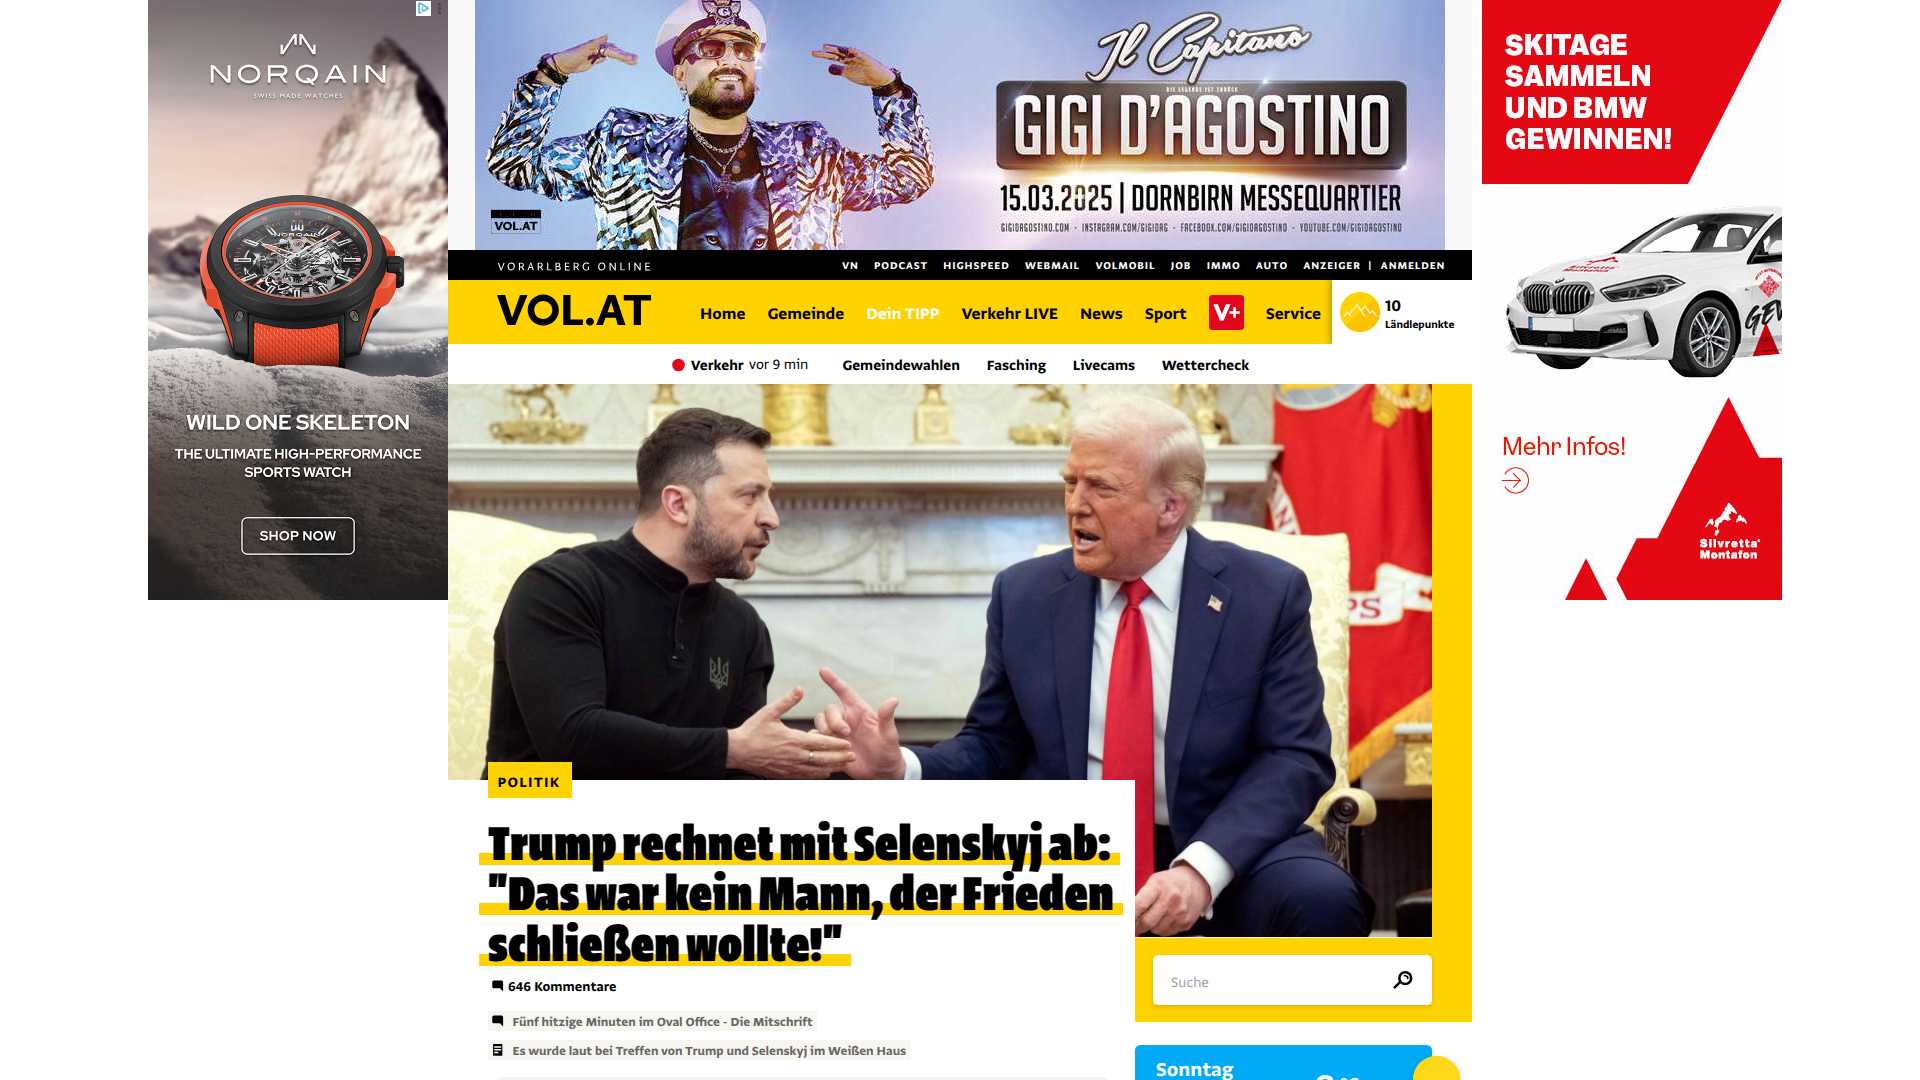 NORQAIN
SWISS MADE WATCHES
NORQAIN
WILD ONE SKELETON
THE ULTIMATE HIGH-PERFORMANCE
SPORTS WATCH
SHOP NOW
Il Capitano
DIE LEGENDE IST ZURÜCK
GIGI D'AGOSTINO
15.03.2025 | DORNBIRN MESSEQUARTIER
GIGIDAGOSTINO.COM - INSTAGRAM.COM/GIGIDAG - FACEBOOK.COM/GIGIDAGOSTINO - YOUTUBE.COM/GIGIDAGOSTINO
VOL.AT
SKITAGE
SAMMELN
UND BMW
GEWINNEN!
Mehr Infos!
Silvretta
Montafon
VORARLBERG ONLINE
VN PODCAST HIGHSPEED WEBMAIL VOLMOBIL JOB IMMO AUTO ANZEIGER | ANMELDEN
VOL.AT
Home Gemeinde Dein TIPP Verkehr LIVE News Sport V+ Service
10
Ländlepunkte
Verkehr vor 9 min Gemeindewahlen Fasching Livecams Wettercheck
POLITIK
Trump rechnet mit Selenskyj ab:
"Das war kein Mann, der Frieden
schließen wollte!"
646 Kommentare
Fünf hitzige Minuten im Oval Office - Die Mitschrift
Es wurde laut bei Treffen von Trump und Selenskyj im Weißen Haus
Suche
Sonntag